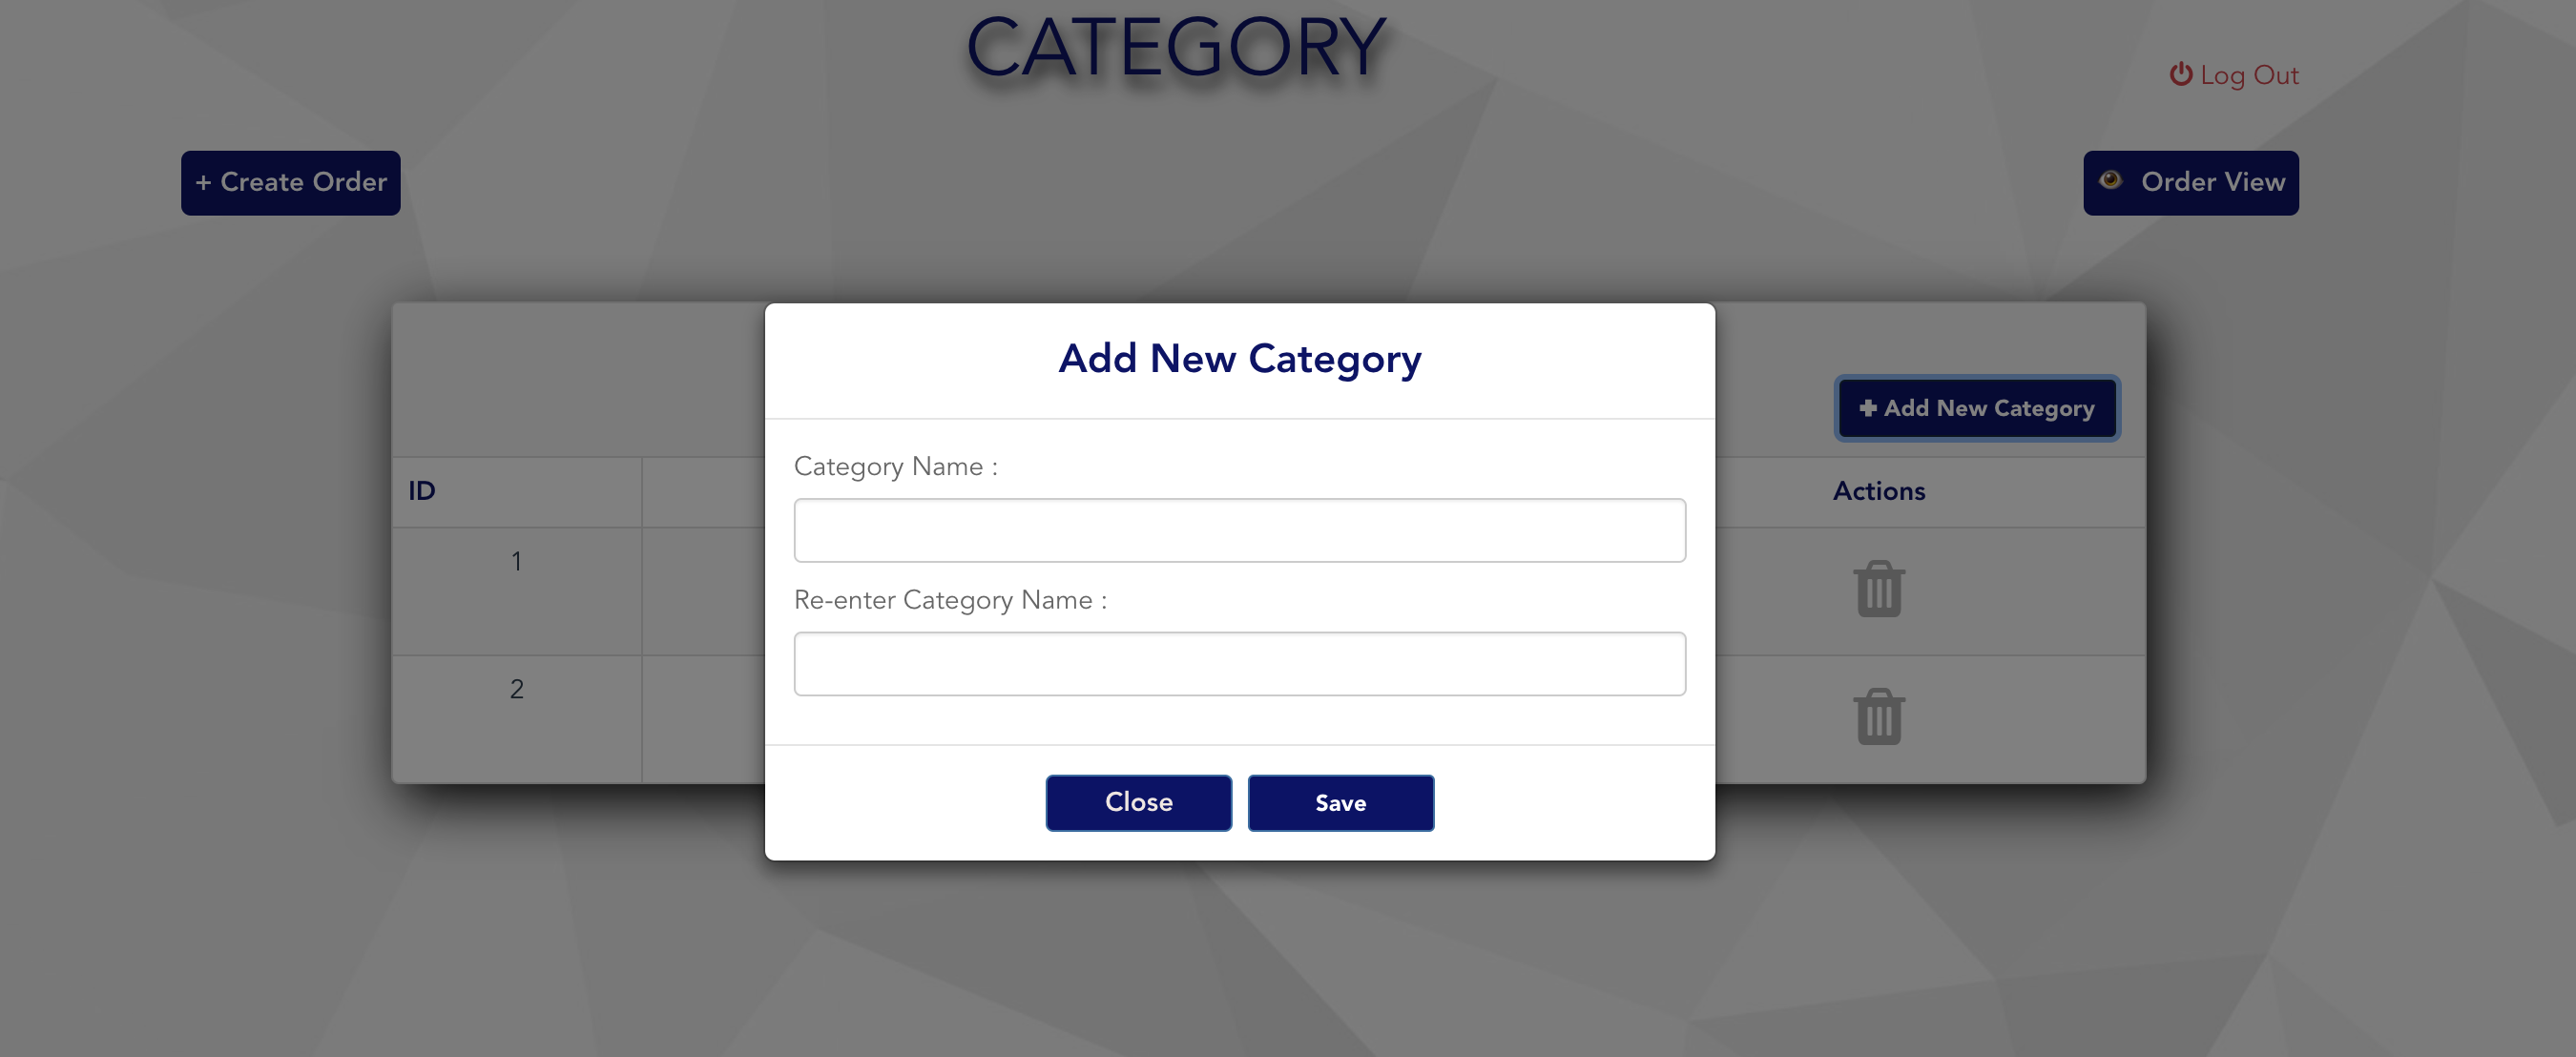 CATEGORY
Log Out
+ Create Order
Order View
Add New Category
Add New Category
Category Name :
ID
Actions
1
Re-enter Category Name :
2
Close
Save